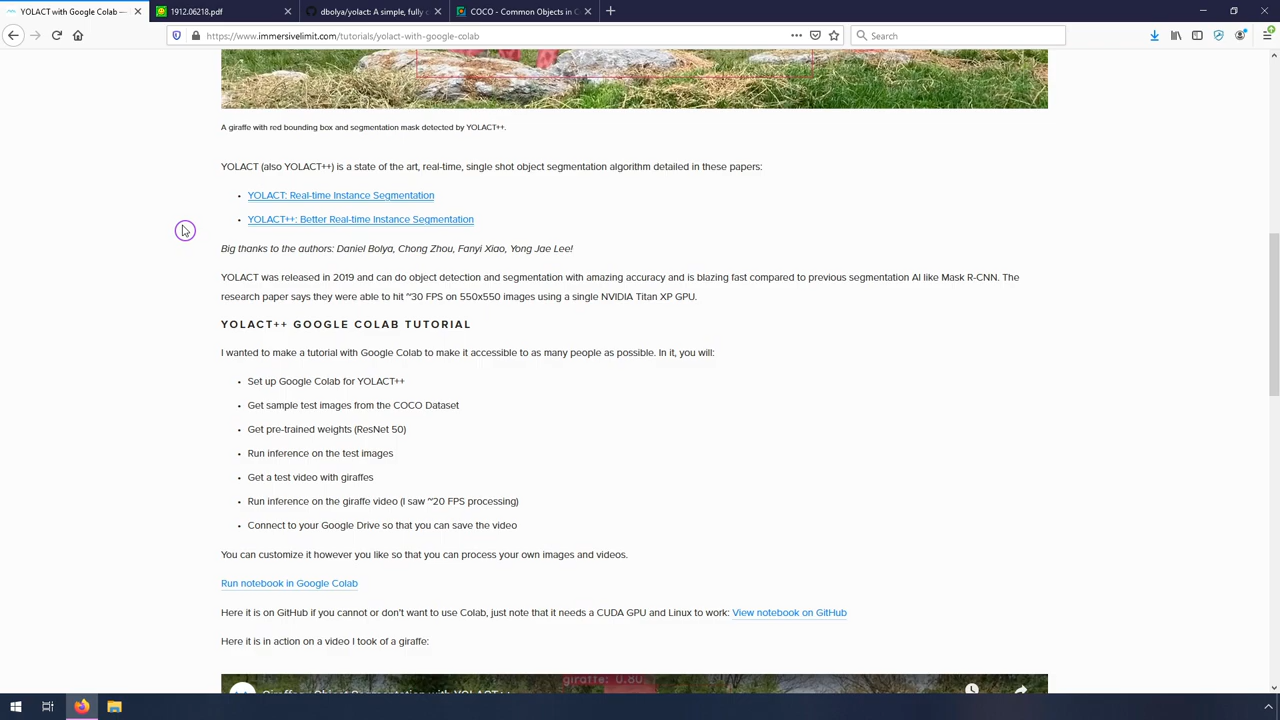 YOLACT with Google Colab —
1912.06218.pdf
dbolya/yolact: A simple, fully c
COCO - Common Objects in C
https://www.immersivelimit.com/tutorials/yolact-with-google-colab
Search
A giraffe with red bounding box and segmentation mask detected by YOLACT++.
YOLACT (also YOLACT++) is a state of the art, real-time, single shot object segmentation algorithm detailed in these papers:
• YOLACT: Real-time Instance Segmentation
• YOLACT++: Better Real-time Instance Segmentation
Big thanks to the authors: Daniel Bolya, Chong Zhou, Fanyi Xiao, Yong Jae Lee!
YOLACT was released in 2019 and can do object detection and segmentation with amazing accuracy and is blazing fast compared to previous segmentation AI like Mask R-CNN. The
research paper says they were able to hit ~30 FPS on 550x550 images using a single NVIDIA Titan XP GPU.
YOLACT++ GOOGLE COLAB TUTORIAL
I wanted to make a tutorial with Google Colab to make it accessible to as many people as possible. In it, you will:
• Set up Google Colab for YOLACT++
• Get sample test images from the COCO Dataset
• Get pre-trained weights (ResNet 50)
• Run inference on the test images
• Get a test video with giraffes
• Run inference on the giraffe video (I saw ~20 FPS processing)
• Connect to your Google Drive so that you can save the video
You can customize it however you like so that you can process your own images and videos.
Run notebook in Google Colab
Here it is on GitHub if you cannot or don't want to use Colab, just note that it needs a CUDA GPU and Linux to work: View notebook on GitHub
Here it is in action on a video I took of a giraffe:
giraffe: 0.80
Giraffes - Object Segmentation with YOLACT++